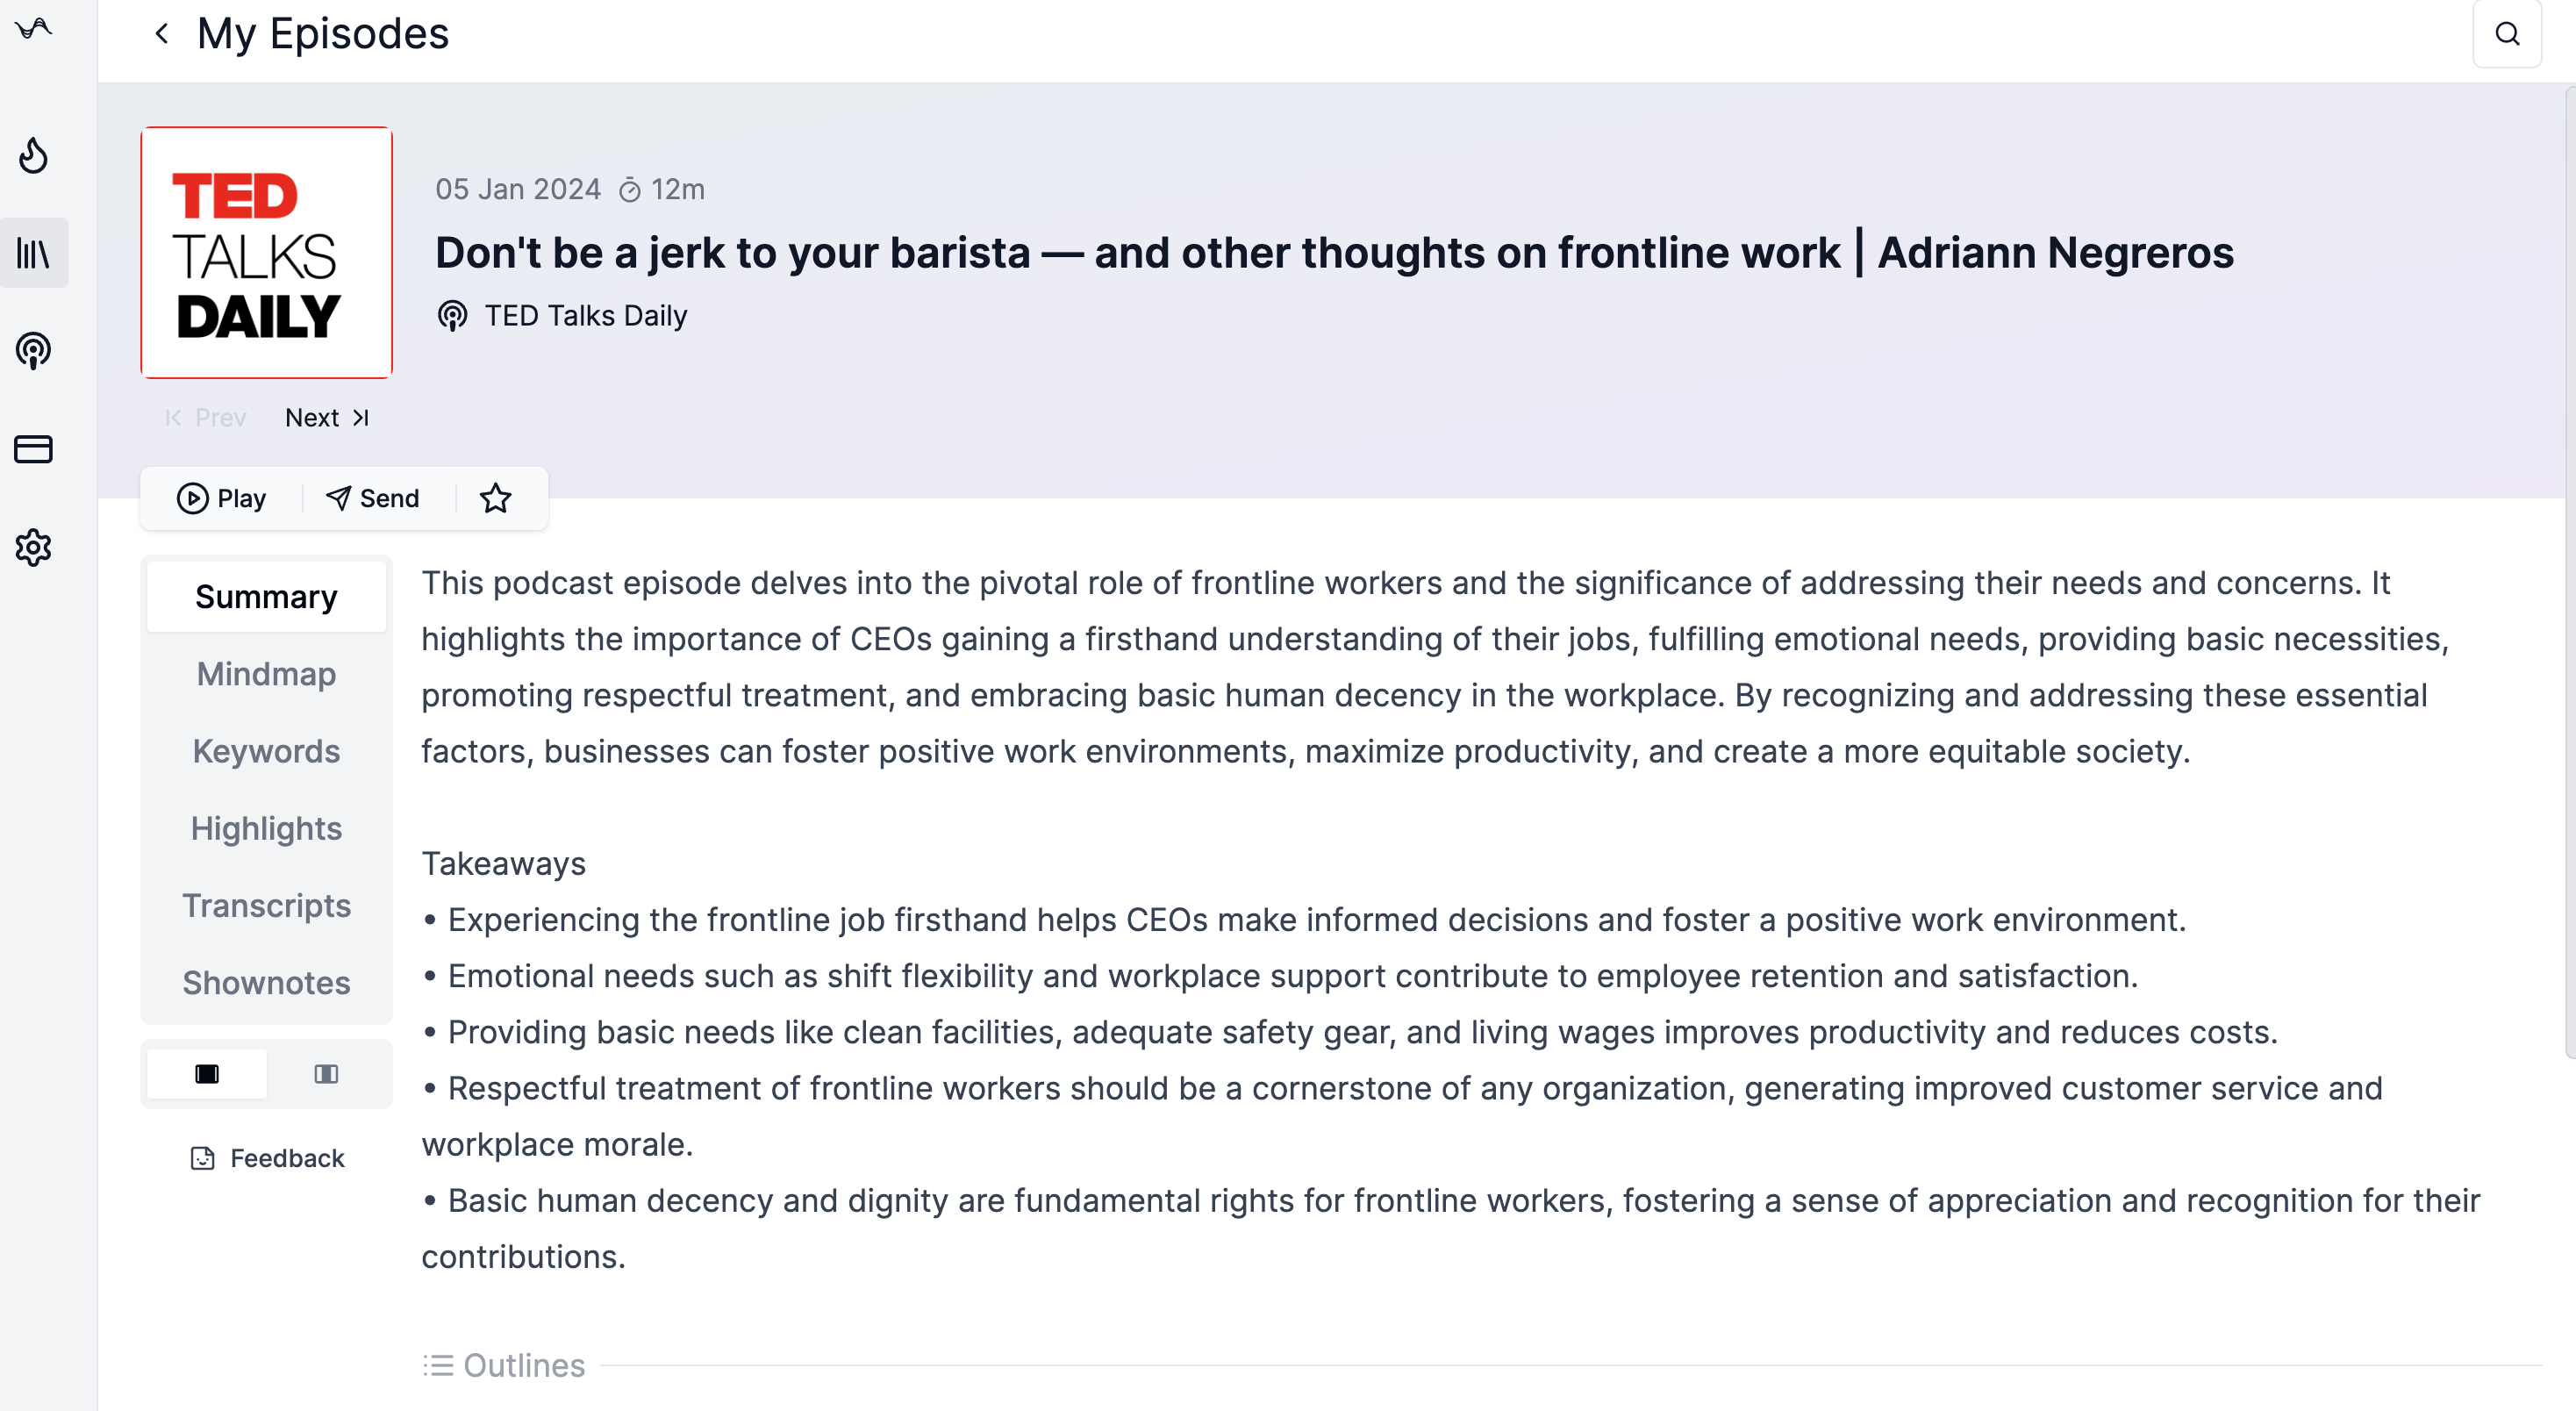 My Episodes
TED
TALKS
DAILY
05 Jan 2024 12m
Don't be a jerk to your barista — and other thoughts on frontline work | Adriann Negreros
TED Talks Daily
Prev Next
Play Send
Summary
Mindmap
Keywords
Highlights
Transcripts
Shownotes
Feedback
This podcast episode delves into the pivotal role of frontline workers and the significance of addressing their needs and concerns. It
highlights the importance of CEOs gaining a firsthand understanding of their jobs, fulfilling emotional needs, providing basic necessities,
promoting respectful treatment, and embracing basic human decency in the workplace. By recognizing and addressing these essential
factors, businesses can foster positive work environments, maximize productivity, and create a more equitable society.
Takeaways
• Experiencing the frontline job firsthand helps CEOs make informed decisions and foster a positive work environment.
• Emotional needs such as shift flexibility and workplace support contribute to employee retention and satisfaction.
• Providing basic needs like clean facilities, adequate safety gear, and living wages improves productivity and reduces costs.
• Respectful treatment of frontline workers should be a cornerstone of any organization, generating improved customer service and
workplace morale.
• Basic human decency and dignity are fundamental rights for frontline workers, fostering a sense of appreciation and recognition for their
contributions.
Outlines